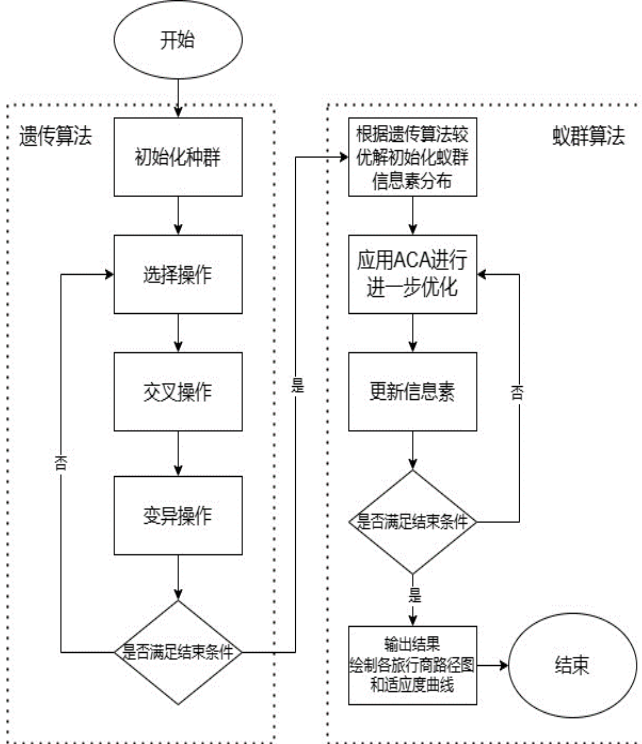 开始
遗传算法
初始化种群
选择操作
交叉操作
变异操作
是否满足结束条件
否
是
蚁群算法
根据遗传算法较
优解初始化蚁群
信息素分布
应用ACA进行
进一步优化
更新信息素
是否满足结束条件
否
是
输出结果
绘制各旅行商路径图
和适应度曲线
结束